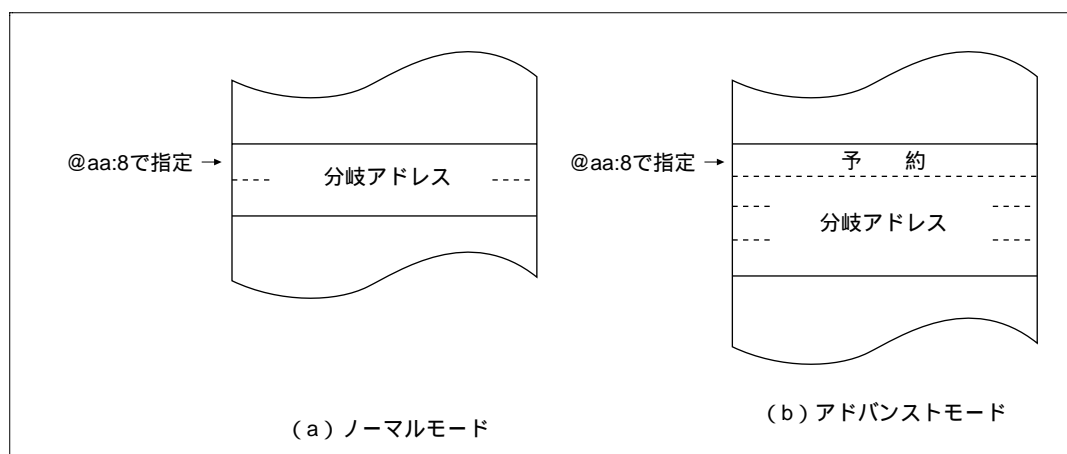 @aa:8で指定
分岐アドレス
(a)ノーマルモード
@aa:8で指定
予 約
分岐アドレス
(b)アドバンストモード